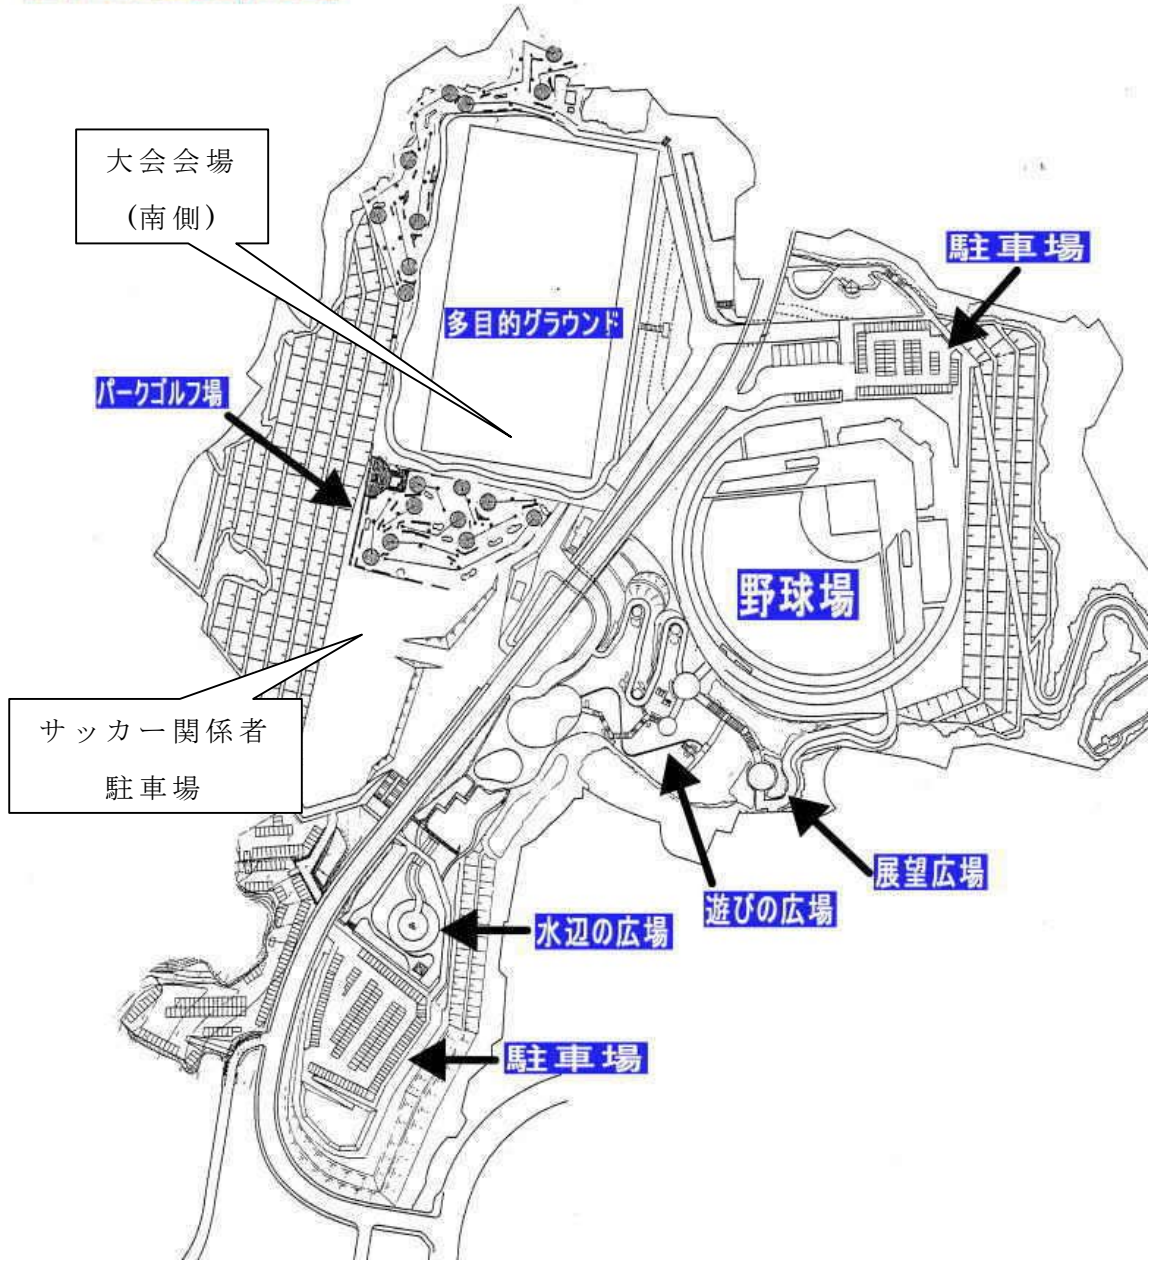 大会会場
(南側)
駐車場
多目的グラウンド
パークゴルフ場
野球場
サッカー関係者
駐車場
展望広場
遊びの広場
水辺の広場
駐車場